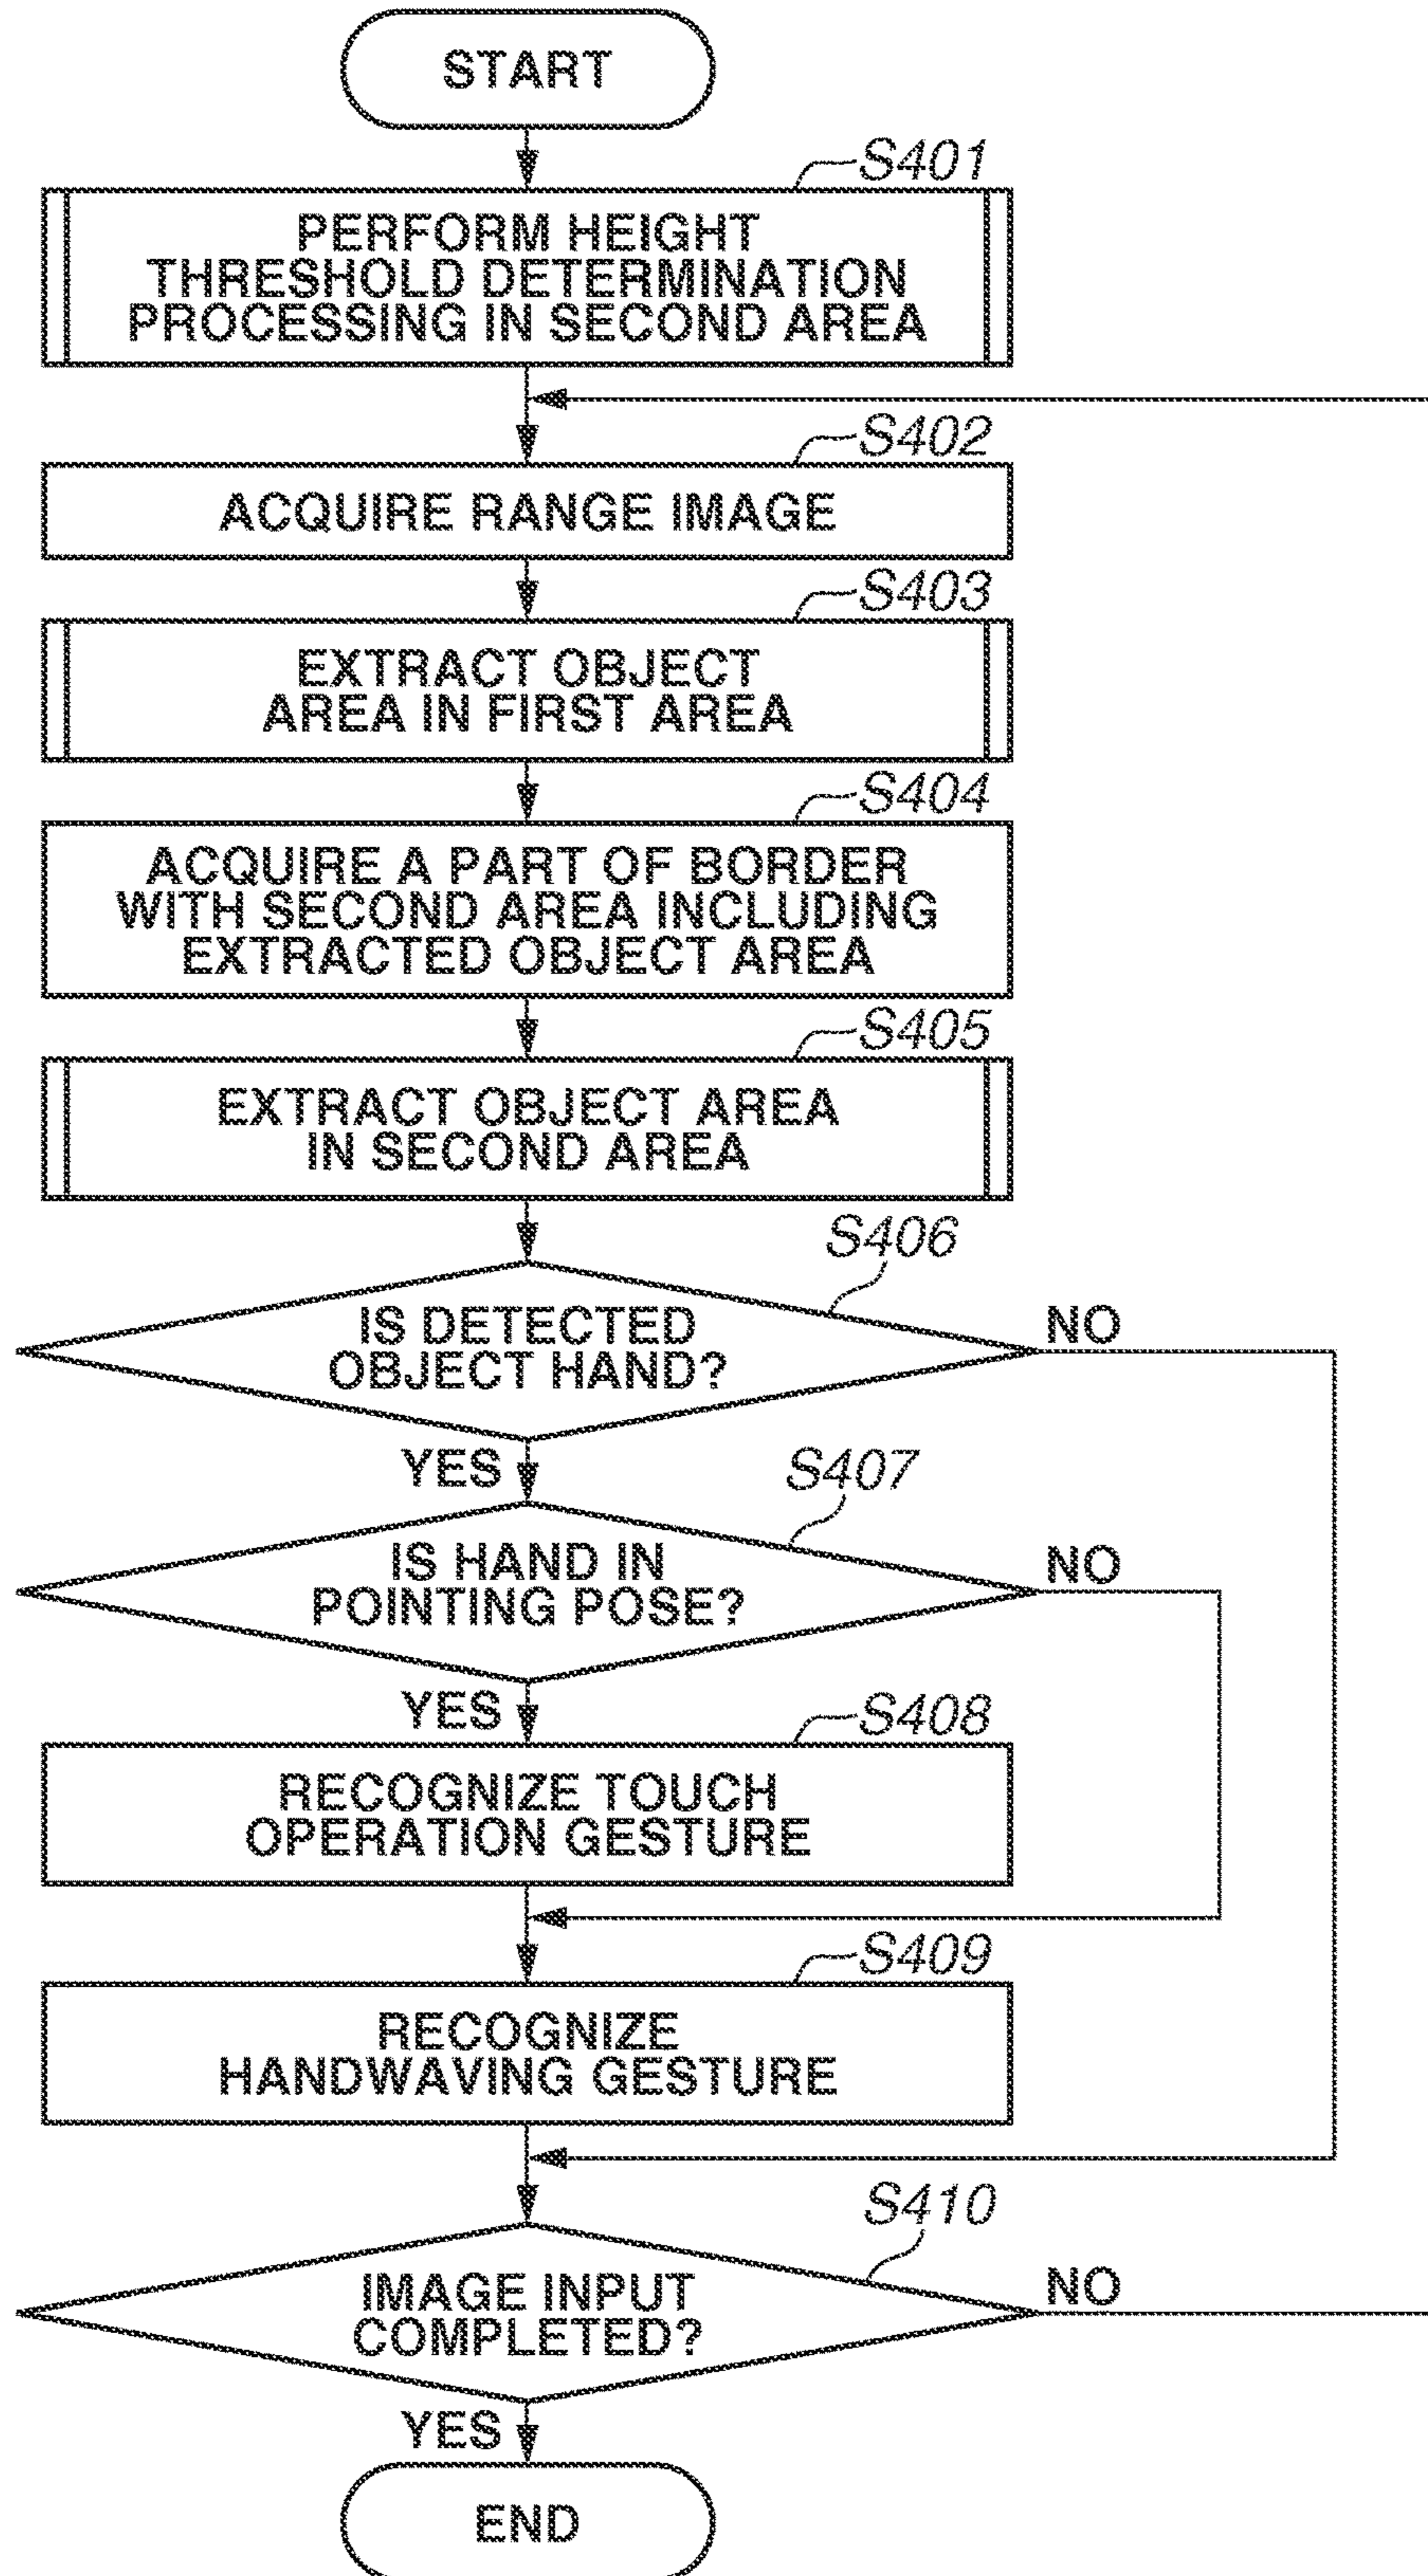 START
S401
PERFORM HEIGHT
THRESHOLD DETERMINATION
PROCESSING IN SECOND AREA
S402
ACQUIRE RANGE IMAGE
S403
EXTRACT OBJECT
AREA IN FIRST AREA
S404
ACQUIRE A PART OF BORDER
WITH SECOND AREA INCLUDING
EXTRACTED OBJECT AREA
S405
EXTRACT OBJECT AREA
IN SECOND AREA
S406
IS DETECTED
OBJECT HAND?
NO
YES
S407
IS HAND IN
POINTING POSE?
NO
YES
S408
RECOGNIZE TOUCH
OPERATION GESTURE
S409
RECOGNIZE
HANDWAVING GESTURE
S410
IMAGE INPUT
COMPLETED?
NO
YES
END